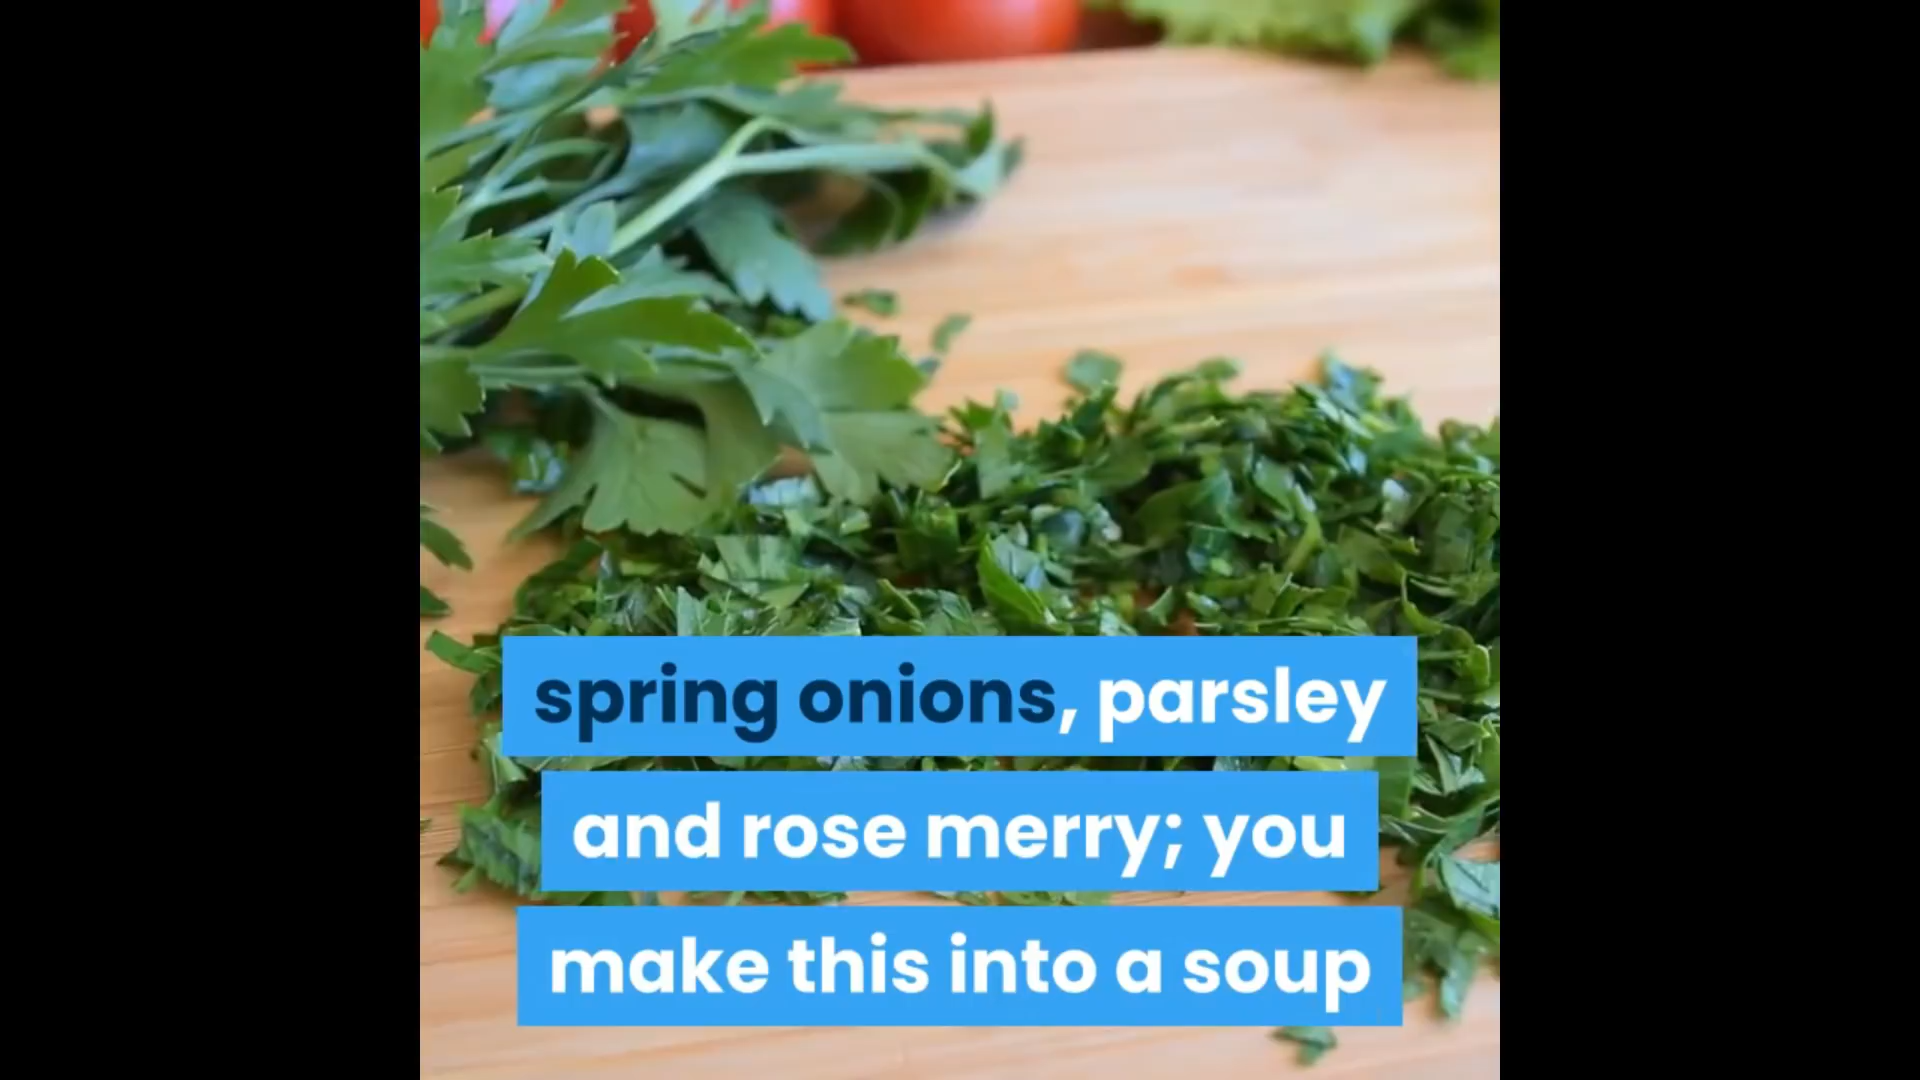 spring onions, parsley
and rose merry; you
make this into a soup